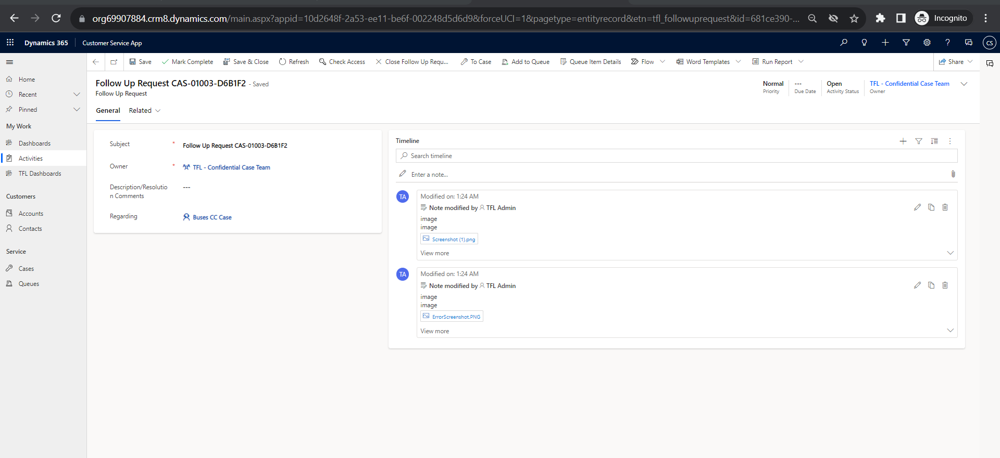 org69907884.crm8.dynamics.com/main.aspx?appid=10d2648f-2a53-ee11-be6f-002248d5d6d9&forceUCI=1&pagetype=entityrecord&etn=tfl_followuprequest&id=681ce390-...
Incognito
Dynamics 365
Customer Service App
CS
Save
Mark Complete
Save & Close
Refresh
Check Access
Close Follow Up Requ...
To Case
Add to Queue
Queue Item Details
Flow
Word Templates
Run Report
Share
Home
Recent
Pinned
My Work
Dashboards
Activities
TFL Dashboards
Customers
Accounts
Contacts
Service
Cases
Queues
Follow Up Request CAS-01003-D6B1F2 - Saved
Follow Up Request
Normal
Priority
---
Due Date
Open
Activity Status
TFL - Confidential Case Team
Owner
General
Related
Subject
*
Follow Up Request CAS-01003-D6B1F2
Owner
*
TFL - Confidential Case Team
Description/Resolutio
n Comments
---
Regarding
Buses CC Case
Timeline
Search timeline
Enter a note...
TA
Modified on: 1:24 AM
Note modified by TFL Admin
image
image
Screenshot (1).png
View more
TA
Modified on: 1:24 AM
Note modified by TFL Admin
image
image
ErrorScreenshot.PNG
View more